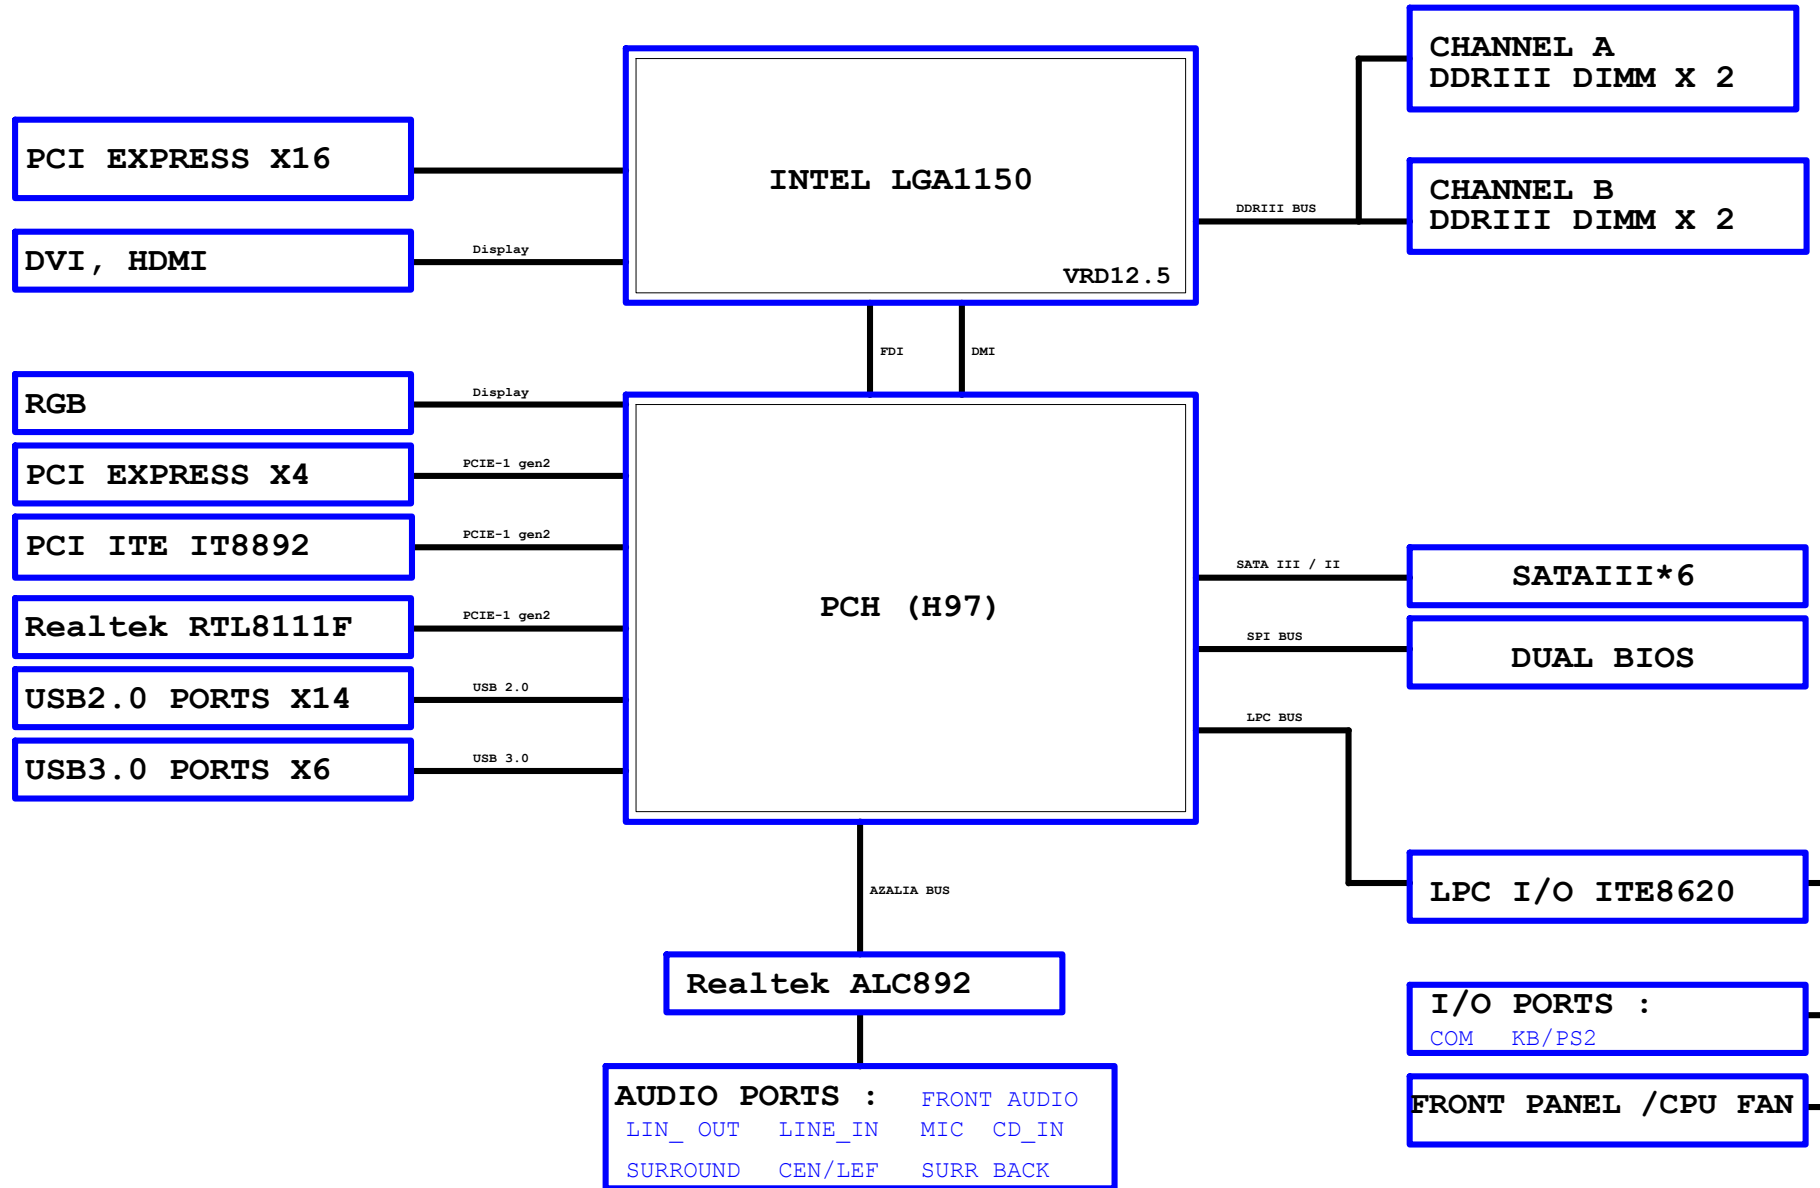 CHANNEL A
DDRIII DIMM X 2
PCI EXPRESS X16
INTEL LGA1150
CHANNEL B
DDRIII DIMM X 2
DDRIII BUS
DVI, HDMI
Display
VRD12.5
FDI
DMI
RGB
Display
PCI EXPRESS X4
PCIE-1 gen2
PCI ITE IT8892
PCIE-1 gen2
SATA III / II
SATAIII*6
PCH (H97)
Realtek RTL8111F
PCIE-1 gen2
SPI BUS
DUAL BIOS
USB2.0 PORTS X14
USB 2.0
LPC BUS
USB3.0 PORTS X6
USB 3.0
AZALIA BUS
LPC I/O ITE8620
Realtek ALC892
I/O PORTS :
COM KB/PS2
AUDIO PORTS : FRONT AUDIO
LIN_ OUT LINE_IN MIC CD_IN
SURROUND CEN/LEF SURR BACK
FRONT PANEL /CPU FAN